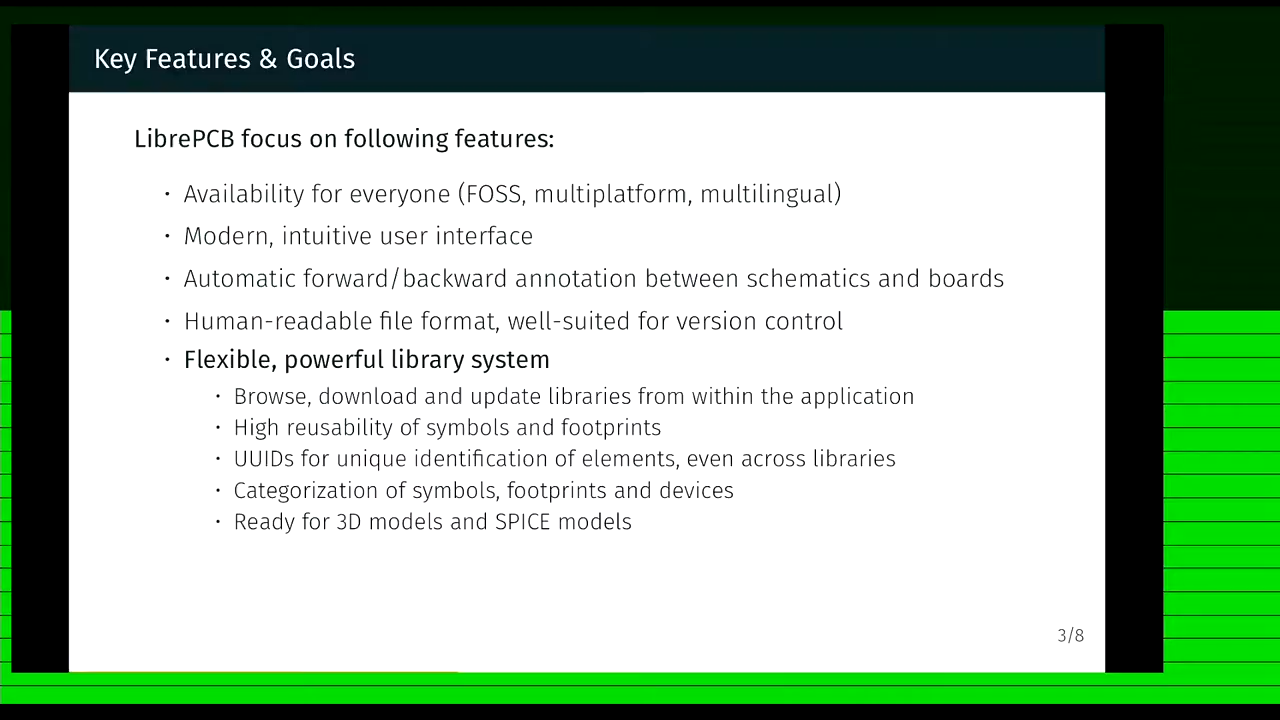 Key Features & Goals
LibrePCB focus on following features:
• Availability for everyone (FOSS, multiplatform, multilingual)
• Modern, intuitive user interface
• Automatic forward/backward annotation between schematics and boards
• Human-readable file format, well-suited for version control
• Flexible, powerful library system
• Browse, download and update libraries from within the application
• High reusability of symbols and footprints
• UUIDs for unique identification of elements, even across libraries
• Categorization of symbols, footprints and devices
• Ready for 3D models and SPICE models
3/8